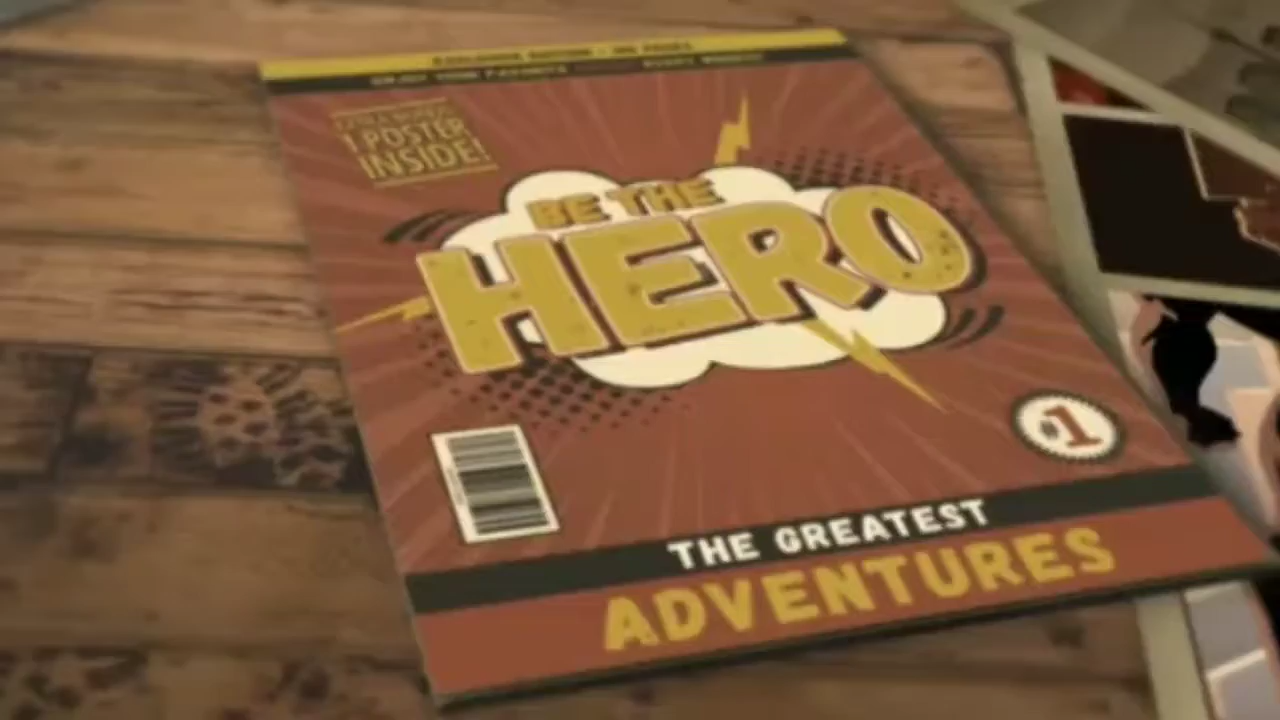 1 POSTER
INSIDE!
BE THE
HERO
#1
THE GREATEST
ADVENTURES